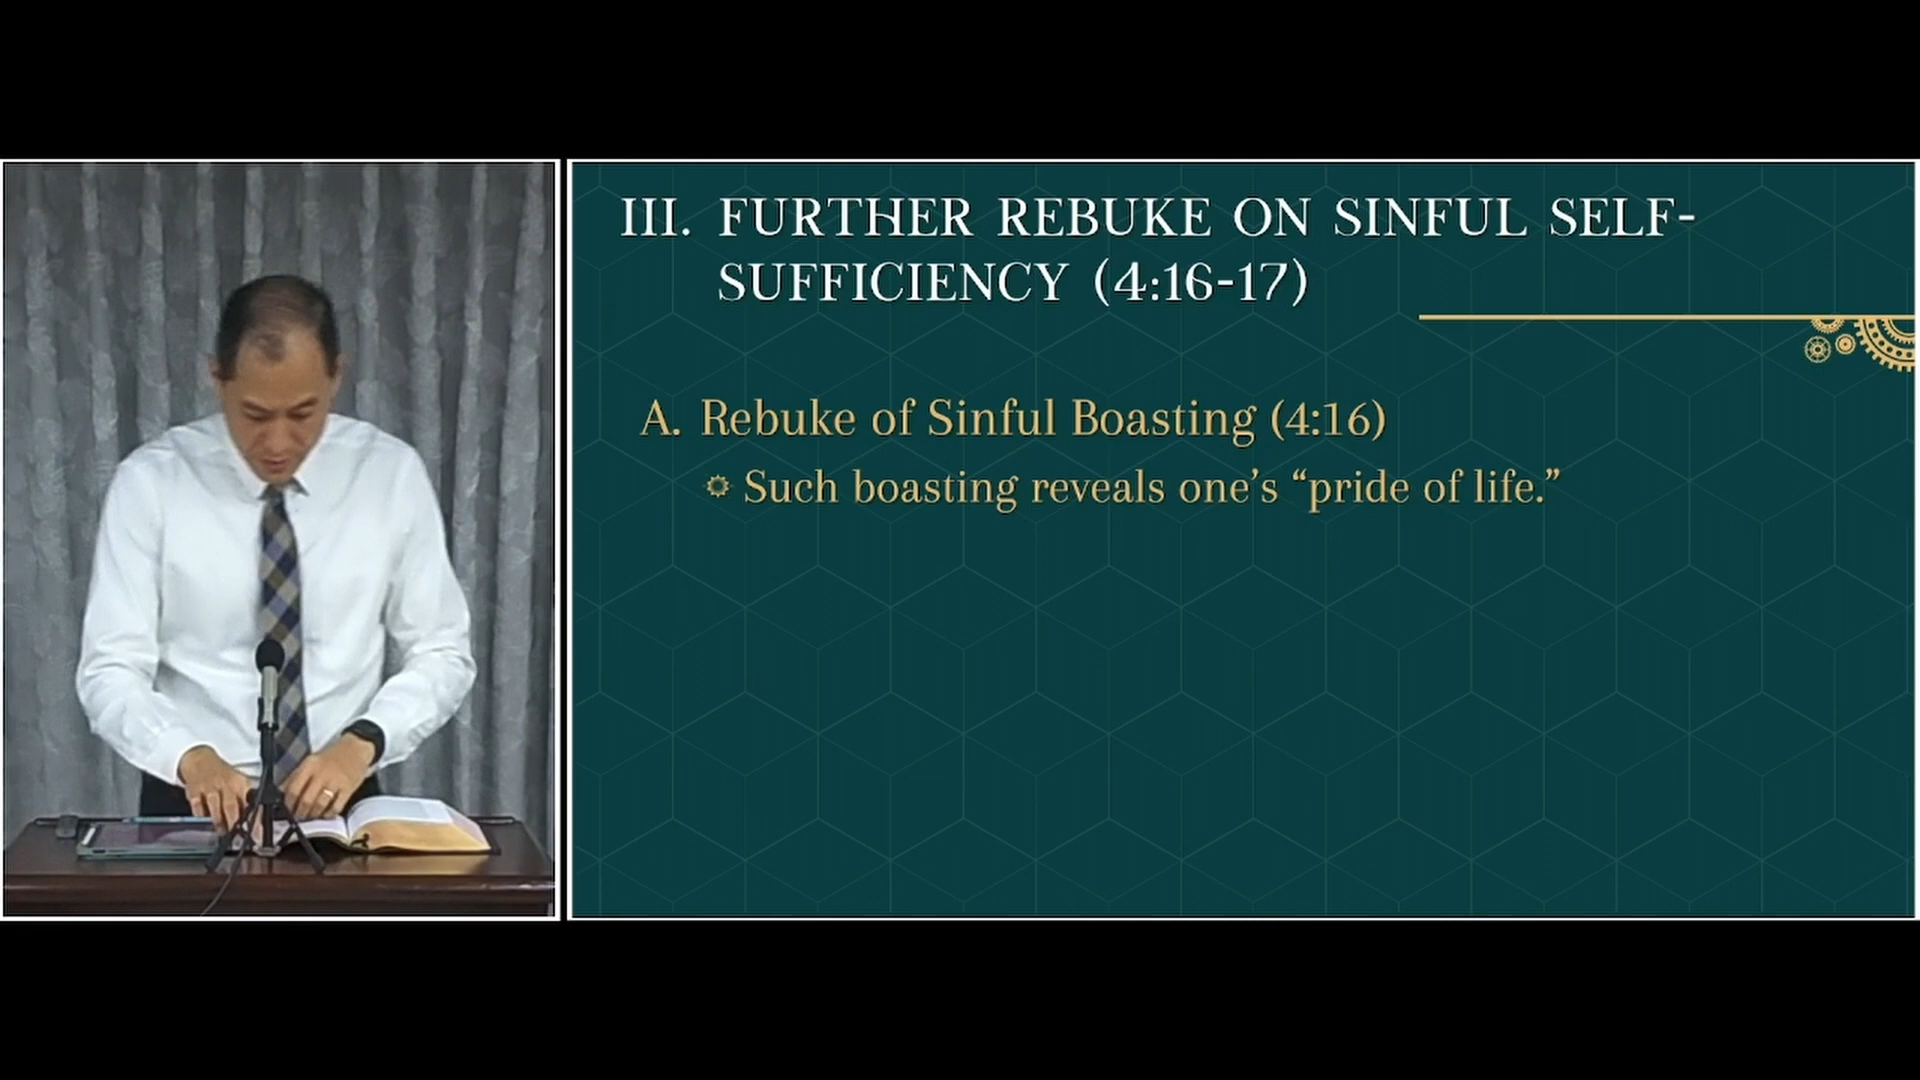 III. FURTHER REBUKE ON SINFUL SELF-
SUFFICIENCY (4:16-17)
A. Rebuke of Sinful Boasting (4:16)
Such boasting reveals one’s “pride of life.”